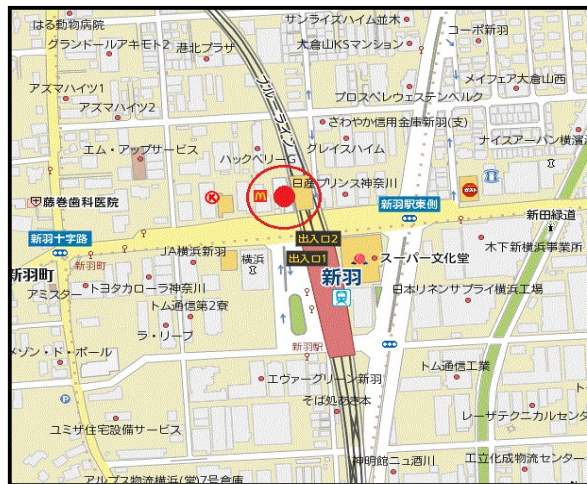 はる動物病院
サンライズハイム並木
コーポ新羽
グランドールアキモト2
港北プラザ
大倉山KSマンション
メイフェア大倉山西
アズマハイツ1
ブルーライン
プロスペレウェステンベルク
アズマハイツ2
さわやか信用金庫新羽(支)
エム・アップサービス
ハックベリーG
グレイスハイム
ナイスアーバン横濱
日産プリンス神奈川
藤巻歯科医院
ガスト
新羽駅東側
新田緑道
新羽十字路
出入口2
JA横浜新羽
横浜
出入口1
スーパー文化堂
木下新横浜事業所
新羽町
新羽町
新羽
アミスター
トヨタカローラ神奈川
日本リネンサプライ横浜工場
トム通信第2寮
ラ・リーブ
メゾン・ド・ポール
新羽駅
トム通信工業
エヴァーグリーン新羽
そば処あき本
レーザテクニカルセンター
ユミザ住宅設備サービス
神明館ニュ酒川
工立化成物流センター
アルプス物流横浜(営)7号倉庫